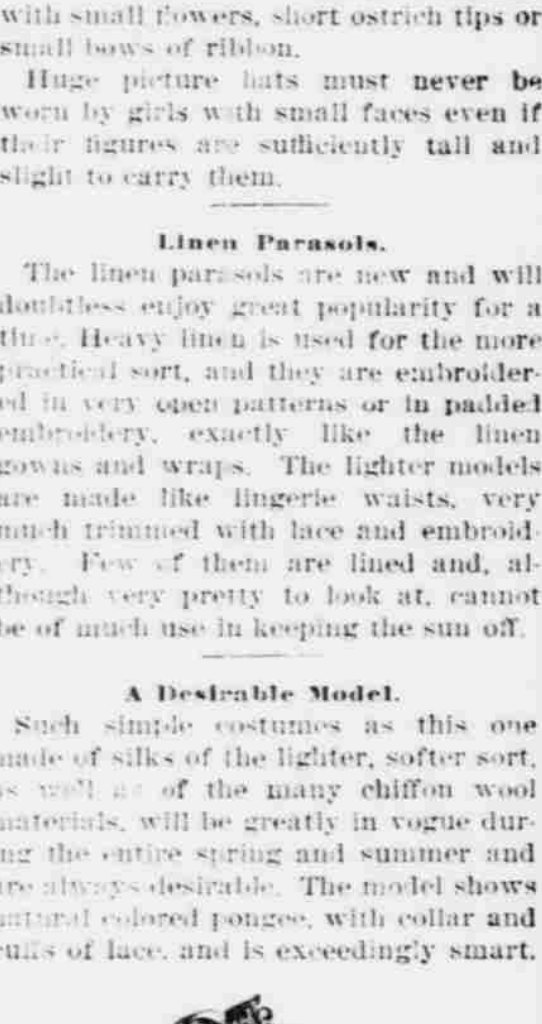 with small flowers, short ostrich tips or
small bows of ribbon.
Huge picture hats must never be
worn by girls with small faces even if
their figures are sufficiently tall and
slight to carry them.
Linen Parasols.
The linen parasols are new and will
doubtless enjoy great popularity for a
time. Heavy linen is used for the more
practical sort, and they are embroider-
ed in very open patterns or in padded
embroidery, exactly like the linen
gowns and wraps. The lighter models
are made like lingerie waists, very
much trimmed with lace and embroid-
ery. Few of them are lined and, al-
though very pretty to look at, cannot
be of much use in keeping the sun off.
A Desirable Model.
Such simple costumes as this one
made of silks of the lighter, softer sort,
as well as of the many chiffon wool
materials, will be greatly in vogue dur-
ing the entire spring and summer and
are always desirable. The model shows
natural colored pongee, with collar and
cuffs of lace, and is exceedingly smart.